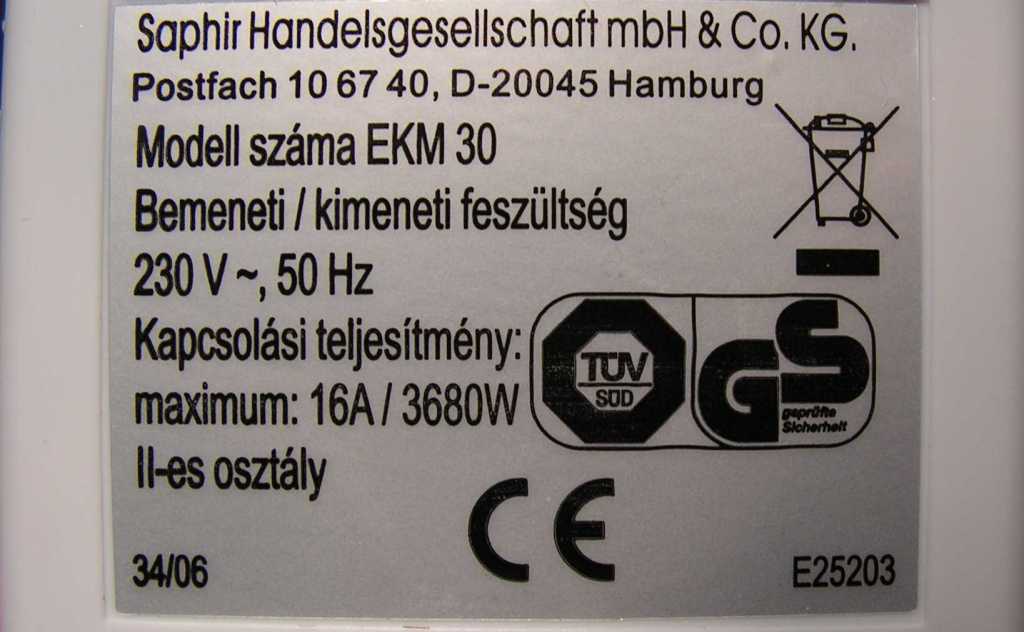 Saphir Handelsgesellschaft mbH & Co. KG.
Postfach 10 67 40, D-20045 Hamburg
Modell száma EKM 30
Bemeneti / kimeneti feszültség
230 V ~, 50 Hz
Kapcsolási teljesítmény:
maximum: 16A / 3680W
II-es osztály
TÜV
SÜD
GS
geprüfte
Sicherheit
CE
34/06
E25203